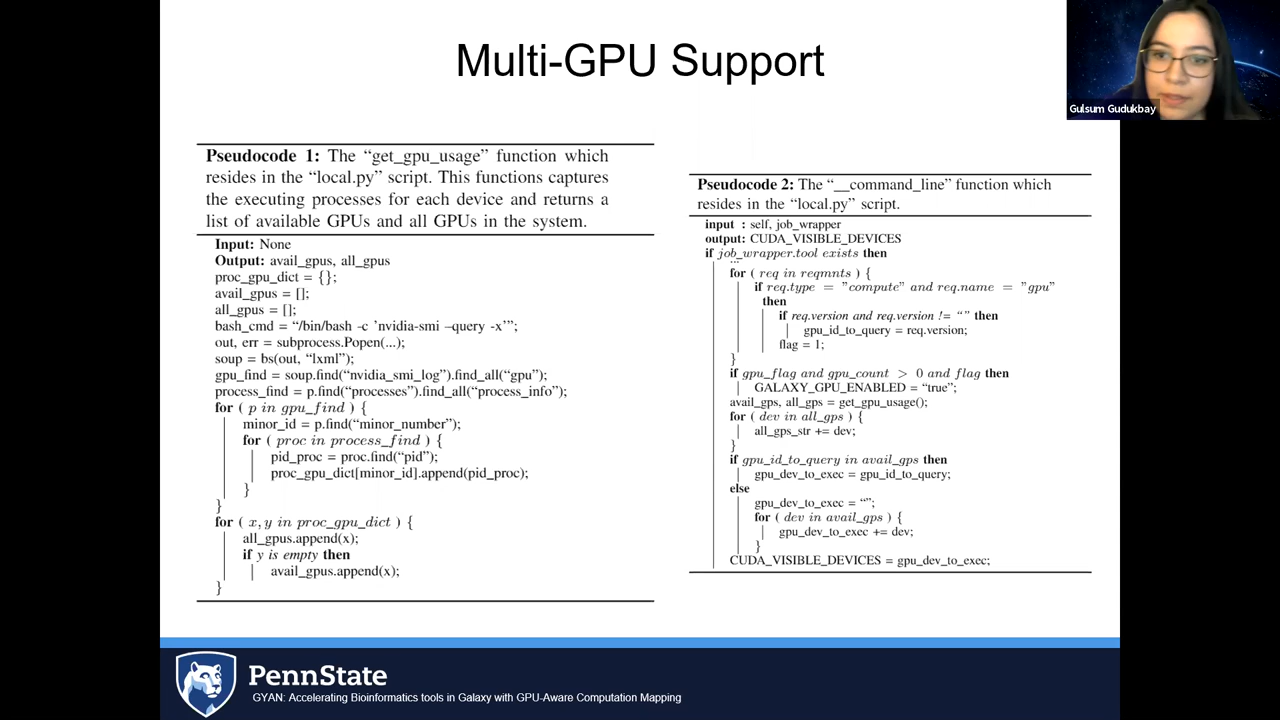 Multi-GPU Support
Gulsum Gudukbay
Pseudocode 1: The “get_gpu_usage” function which
resides in the “local.py” script. This functions captures
the executing processes for each device and returns a
list of available GPUs and all GPUs in the system.
Input: None
Output: avail_gpus, all_gpus
proc_gpu_dict = {};
avail_gpus = [];
all_gpus = [];
bash_cmd = “/bin/bash -c ’nvidia-smi –query -x’”;
out, err = subprocess.Popen(...);
soup = bs(out, “lxml”);
gpu_find = soup.find(“nvidia_smi_log”).find_all(“gpu”);
process_find = p.find(“processes”).find_all(“process_info”);
for ( p in gpu_find ) {
minor_id = p.find(“minor_number”);
for ( proc in process_find ) {
pid_proc = proc.find(“pid”);
proc_gpu_dict[minor_id].append(pid_proc);
}
}
for ( x, y in proc_gpu_dict ) {
all_gpus.append(x);
if y is empty then
avail_gpus.append(x);
}
Pseudocode 2: The “__command_line” function which
resides in the “local.py” script.
input : self, job_wrapper
output: CUDA_VISIBLE_DEVICES
if job_wrapper.tool exists then
...
for ( req in reqmnts ) {
if req.type = ”compute” and req.name = ”gpu”
then
if req.version and req.version != “” then
gpu_id_to_query = req.version;
flag = 1;
}
if gpu_flag and gpu_count > 0 and flag then
GALAXY_GPU_ENABLED = “true”;
avail_gps, all_gps = get_gpu_usage();
for ( dev in all_gps ) {
all_gps_str += dev;
}
if gpu_id_to_query in avail_gps then
gpu_dev_to_exec = gpu_id_to_query;
else
gpu_dev_to_exec = “”;
for ( dev in avail_gps ) {
gpu_dev_to_exec += dev;
}
CUDA_VISIBLE_DEVICES = gpu_dev_to_exec;
PennState
GYAN: Accelerating Bioinformatics tools in Galaxy with GPU-Aware Computation Mapping